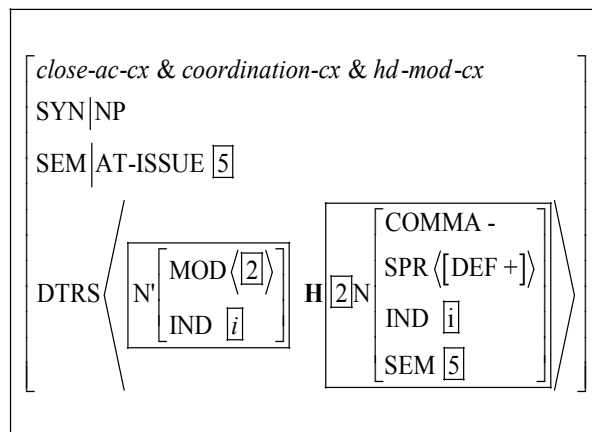 close-ac-cx & coordination-cx & hd-mod-cx
SYN|NP
SEM|AT-ISSUE 5
DTRS⟨ N' [MOD⟨2⟩ IND i] H 2 N [COMMA - SPR⟨[DEF +]⟩ IND i SEM 5] ⟩